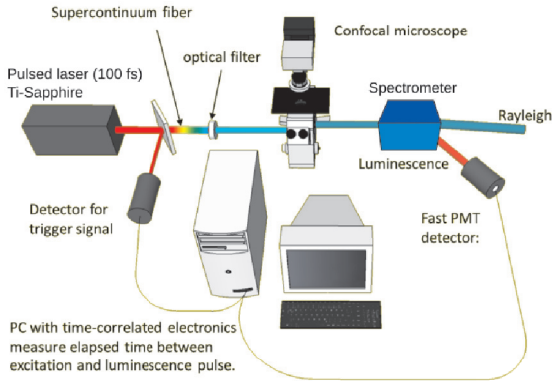 Supercontinuum fiber
Confocal microscope
optical filter
Pulsed laser (100 fs)
Ti-Sapphire
Spectrometer
Rayleigh
Luminescence
Detector for
trigger signal
Fast PMT
detector:
PC with time-correlated electronics
measure elapsed time between
excitation and luminescence pulse.